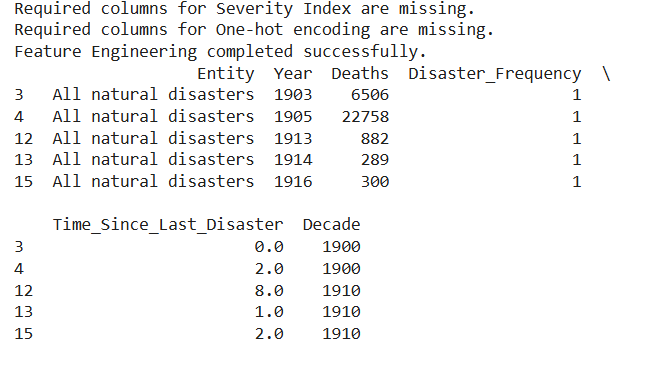 Required columns for Severity Index are missing.
Required columns for One-hot encoding are missing.
Feature Engineering completed successfully.
Entity Year Deaths Disaster_Frequency \
3 All natural disasters 1903 6506 1
4 All natural disasters 1905 22758 1
12 All natural disasters 1913 882 1
13 All natural disasters 1914 289 1
15 All natural disasters 1916 300 1
Time_Since_Last_Disaster Decade
3 0.0 1900
4 2.0 1900
12 8.0 1910
13 1.0 1910
15 2.0 1910